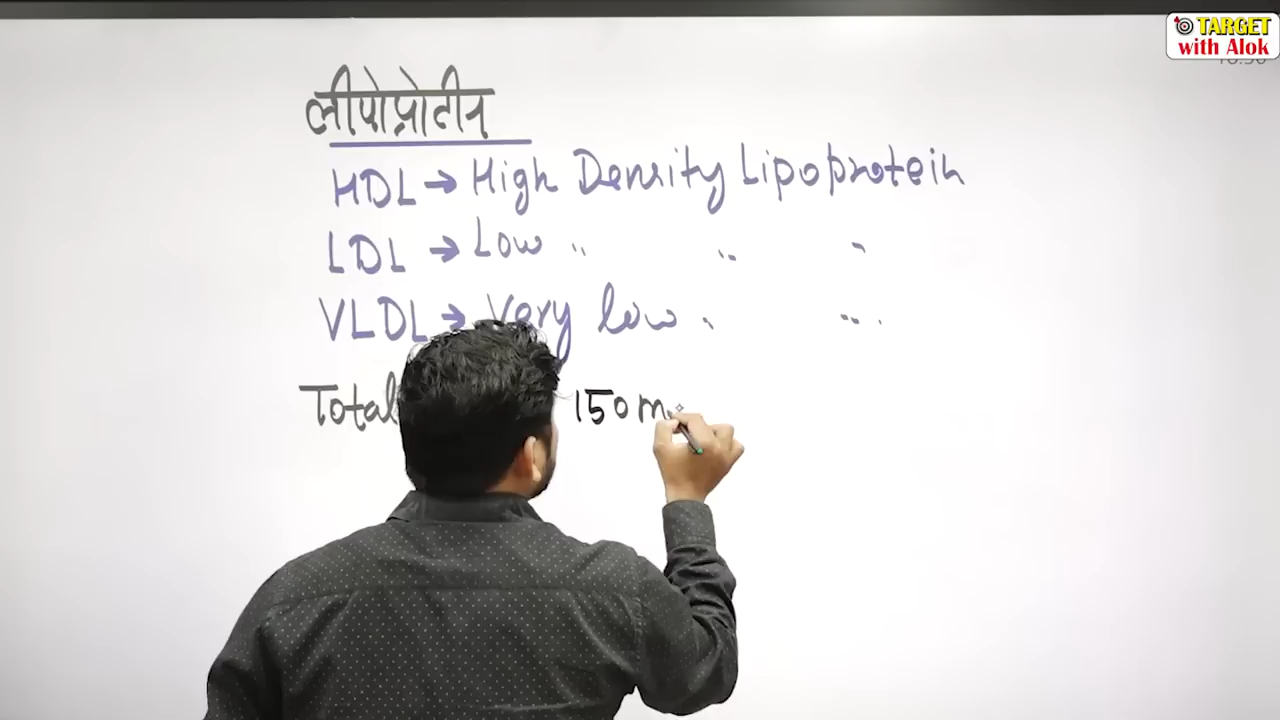 TARGET
with Alok
लीपोप्रोटीन
HDL → High Density Lipoprotein
LDL → Low " " "
VLDL → Very low " "
Total 150 m